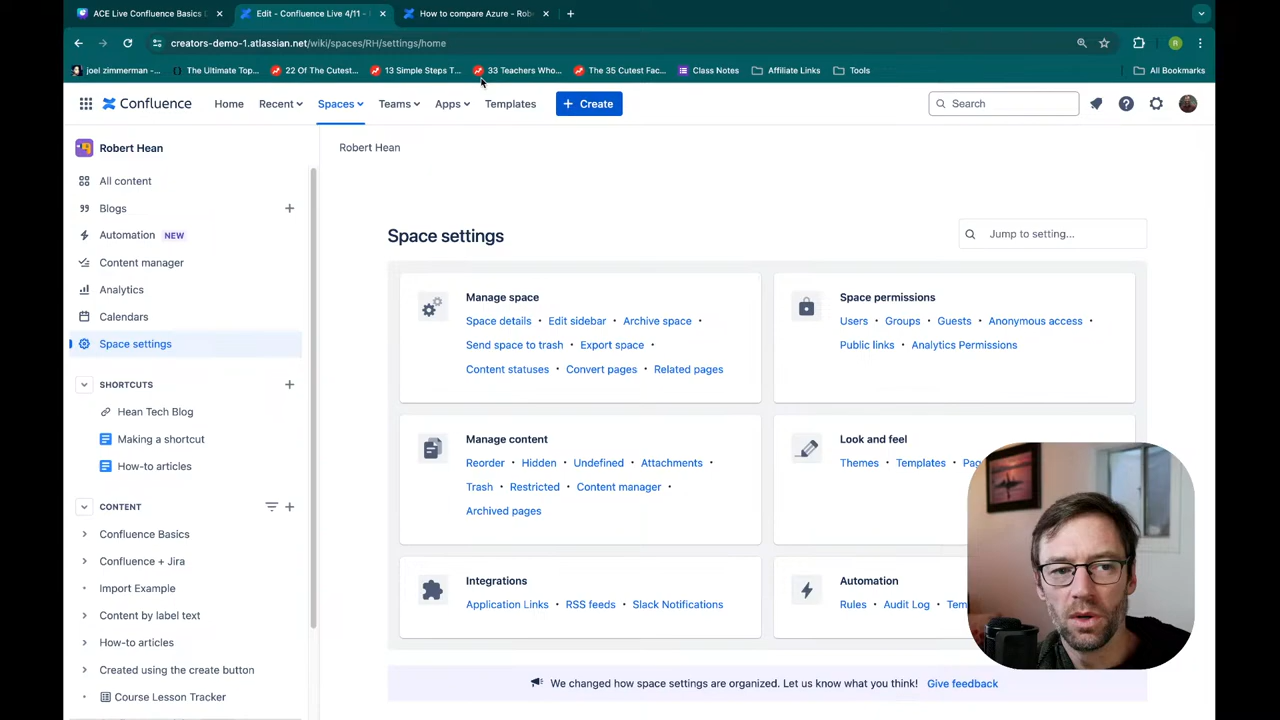 ACE Live Confluence Basics
Edit - Confluence Live 4/11 -
How to compare Azure - Rob
creators-demo-1.atlassian.net/wiki/spaces/RH/settings/home
R
joel zimmerman -...
The Ultimate Top...
22 Of The Cutest...
13 Simple Steps T...
33 Teachers Who...
The 35 Cutest Fac...
Class Notes
Affiliate Links
Tools
All Bookmarks
Confluence
Home
Recent
Spaces
Teams
Apps
Templates
+ Create
Search
Robert Hean
Robert Hean
All content
Blogs
Automation NEW
Content manager
Analytics
Calendars
Space settings
SHORTCUTS
Hean Tech Blog
Making a shortcut
How-to articles
CONTENT
Confluence Basics
Confluence + Jira
Import Example
Content by label text
How-to articles
Created using the create button
Course Lesson Tracker
Space settings
Jump to setting...
Manage space
Space details • Edit sidebar • Archive space •
Send space to trash • Export space •
Content statuses • Convert pages • Related pages
Space permissions
Users • Groups • Guests • Anonymous access •
Public links • Analytics Permissions
Manage content
Reorder • Hidden • Undefined • Attachments •
Trash • Restricted • Content manager •
Archived pages
Look and feel
Themes • Templates •
Integrations
Application Links • RSS feeds • Slack Notifications
Automation
Rules • Audit Log •
We changed how space settings are organized. Let us know what you think! Give feedback